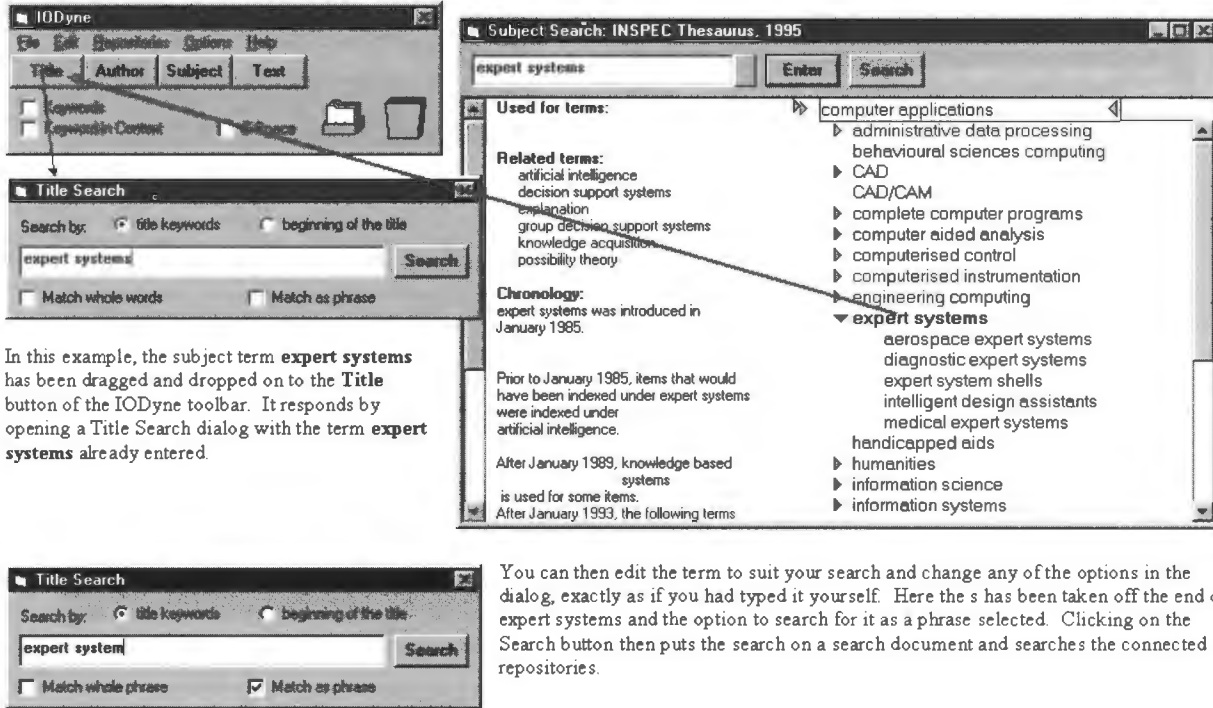 IODyne
File Edit Repositories Options Help
Title Author Subject Text
Keywords
Keyword in Context
Title Search
Search by: title keywords beginning of the title
expert systems Search
Match whole words Match as phrase
In this example, the subject term expert systems
has been dragged and dropped on to the Title
button of the IODyne toolbar. It responds by
opening a Title Search dialog with the term expert
systems already entered.
Subject Search: INSPEC Thesaurus, 1995
expert systems Enter Search
Used for terms:
Related terms:
artificial intelligence
decision support systems
explanation
group decision support systems
knowledge acquisition
possibility theory
Chronology:
expert systems was introduced in
January 1985.
Prior to January 1985, items that would
have been indexed under expert systems
were indexed under
artificial intelligence.
After January 1989, knowledge based
systems
is used for some items.
After January 1993, the following terms
computer applications
administrative data processing
behavioural sciences computing
CAD
CAD/CAM
complete computer programs
computer aided analysis
computerised control
computerised instrumentation
engineering computing
expert systems
aerospace expert systems
diagnostic expert systems
expert system shells
intelligent design assistants
medical expert systems
handicapped aids
humanities
information science
information systems
Title Search
Search by: title keywords beginning of the title
expert system Search
Match whole phrase Match as phrase
You can then edit the term to suit your search and change any of the options in the
dialog, exactly as if you had typed it yourself. Here the s has been taken off the end
expert systems and the option to search for it as a phrase selected. Clicking on the
Search button then puts the search on a search document and searches the connected
repositories.